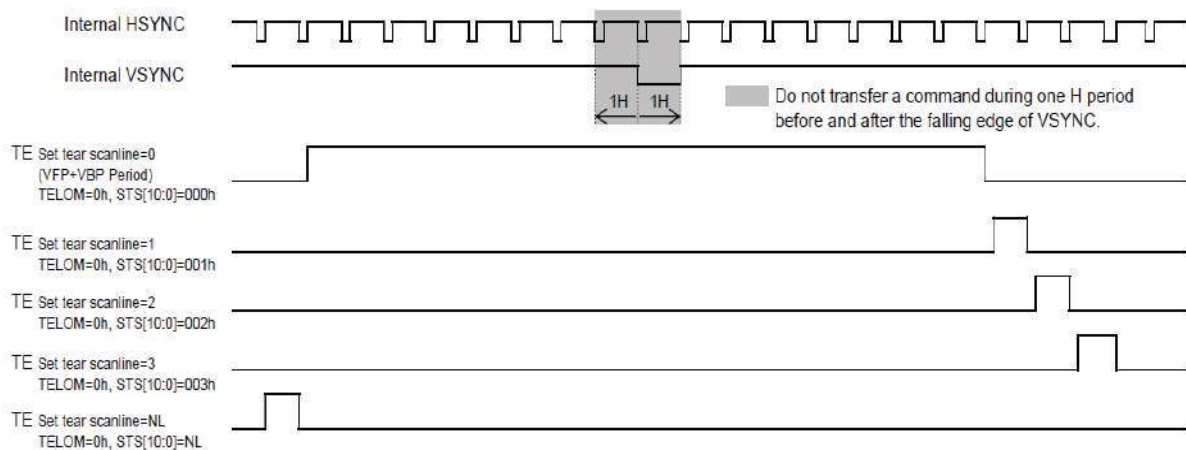 Internal HSYNC
Internal VSYNC
1H 1H
Do not transfer a command during one H period
before and after the falling edge of VSYNC.
TE Set tear scanline=0
(VFP+VBP Period)
TELOM=0h, STS[10:0]=000h
TE Set tear scanline=1
TELOM=0h, STS[10:0]=001h
TE Set tear scanline=2
TELOM=0h, STS[10:0]=002h
TE Set tear scanline=3
TELOM=0h, STS[10:0]=003h
TE Set tear scanline=NL
TELOM=0h, STS[10:0]=NL